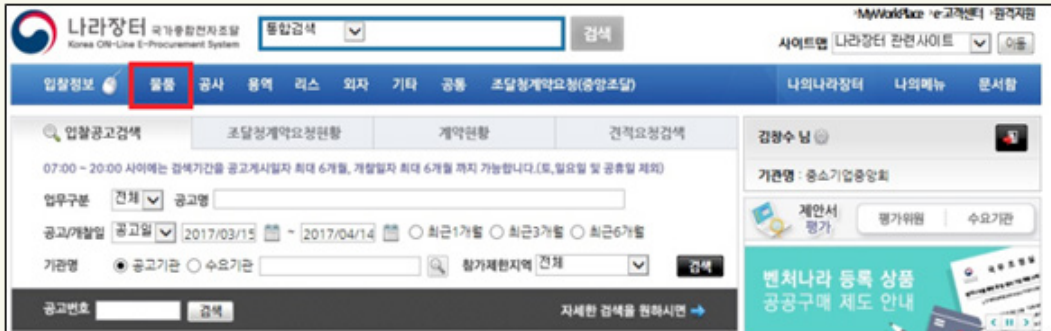 MyWorkPlace e고객센터 원격지원
나라장터 국가종합전자조달
Korea ON-Line E-Procurement System
통합검색
검색
사이트맵 나라장터 관련사이트 이동
입찰정보 물품 공사 용역 리스 외자 기타 공통 조달청계약요청(중앙조달) 나의나라장터 나의메뉴 문서함
입찰공고검색 조달청계약요청현황 계약현황 견적요청검색
07:00 ~ 20:00 사이에는 검색기간을 공고게시일자 최대 6개월, 개찰일자 최대 6개월 까지 가능합니다.(토,일요일 및 공휴일 제외)
업무구분 전체 공고명
공고/개찰일 공고일 2017/03/15 ~ 2017/04/14 최근1개월 최근3개월 최근6개월
기관명 공고기관 수요기관 참가제한지역 전체 검색
공고번호 검색 자세한 검색을 원하시면
김창수 님
기관명 : 중소기업중앙회
제안서
평가
평가위원 수요기관
벤처나라 등록 상품
공공구매 제도 안내